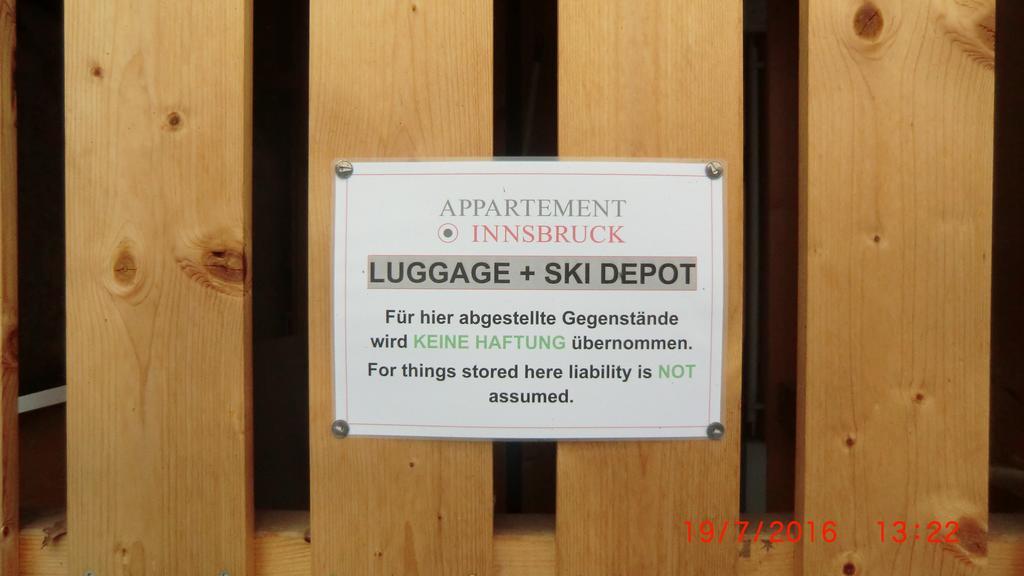 APPARTEMENT
INNSBRUCK
LUGGAGE + SKI DEPOT
Für hier abgestellte Gegenstände
wird KEINE HAFTUNG übernommen.
For things stored here liability is NOT
assumed.
19/7/2016 13:22